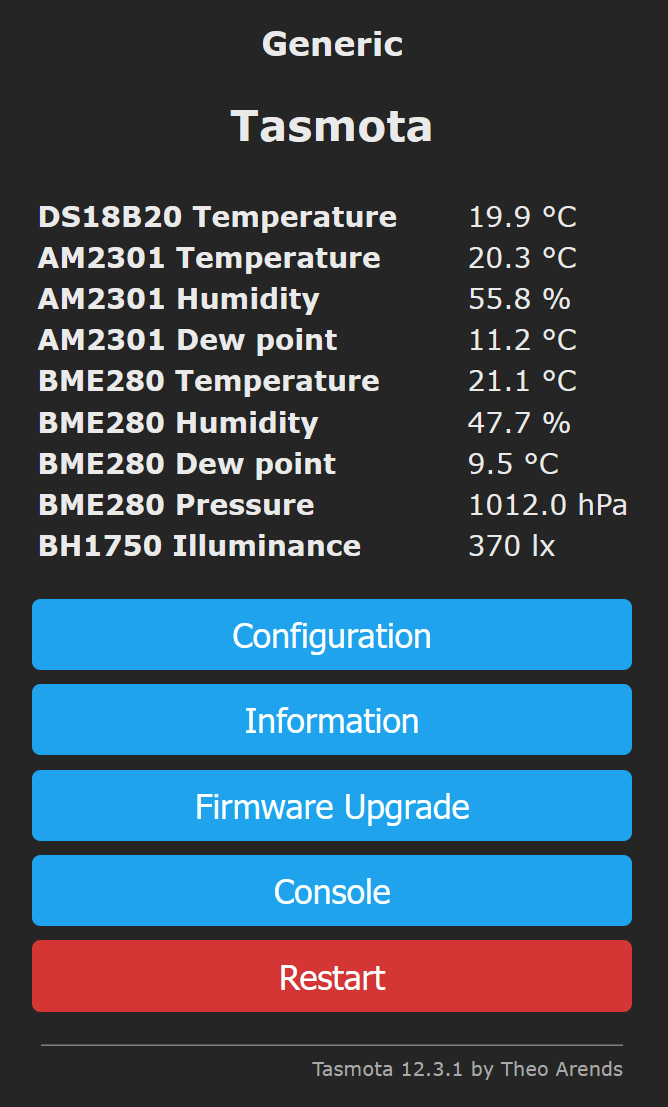 Generic
Tasmota
DS18B20 Temperature 19.9 °C
AM2301 Temperature 20.3 °C
AM2301 Humidity 55.8 %
AM2301 Dew point 11.2 °C
BME280 Temperature 21.1 °C
BME280 Humidity 47.7 %
BME280 Dew point 9.5 °C
BME280 Pressure 1012.0 hPa
BH1750 Illuminance 370 lx
Configuration
Information
Firmware Upgrade
Console
Restart
Tasmota 12.3.1 by Theo Arends